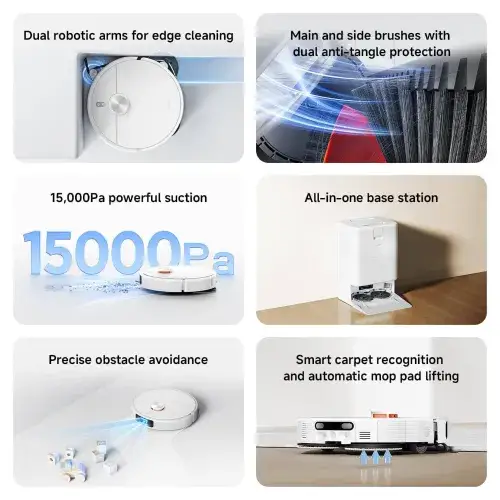 Dual robotic arms for edge cleaning
Main and side brushes with
dual anti-tangle protection
15,000Pa powerful suction
15000Pa
All-in-one base station
Precise obstacle avoidance
Smart carpet recognition
and automatic mop pad lifting